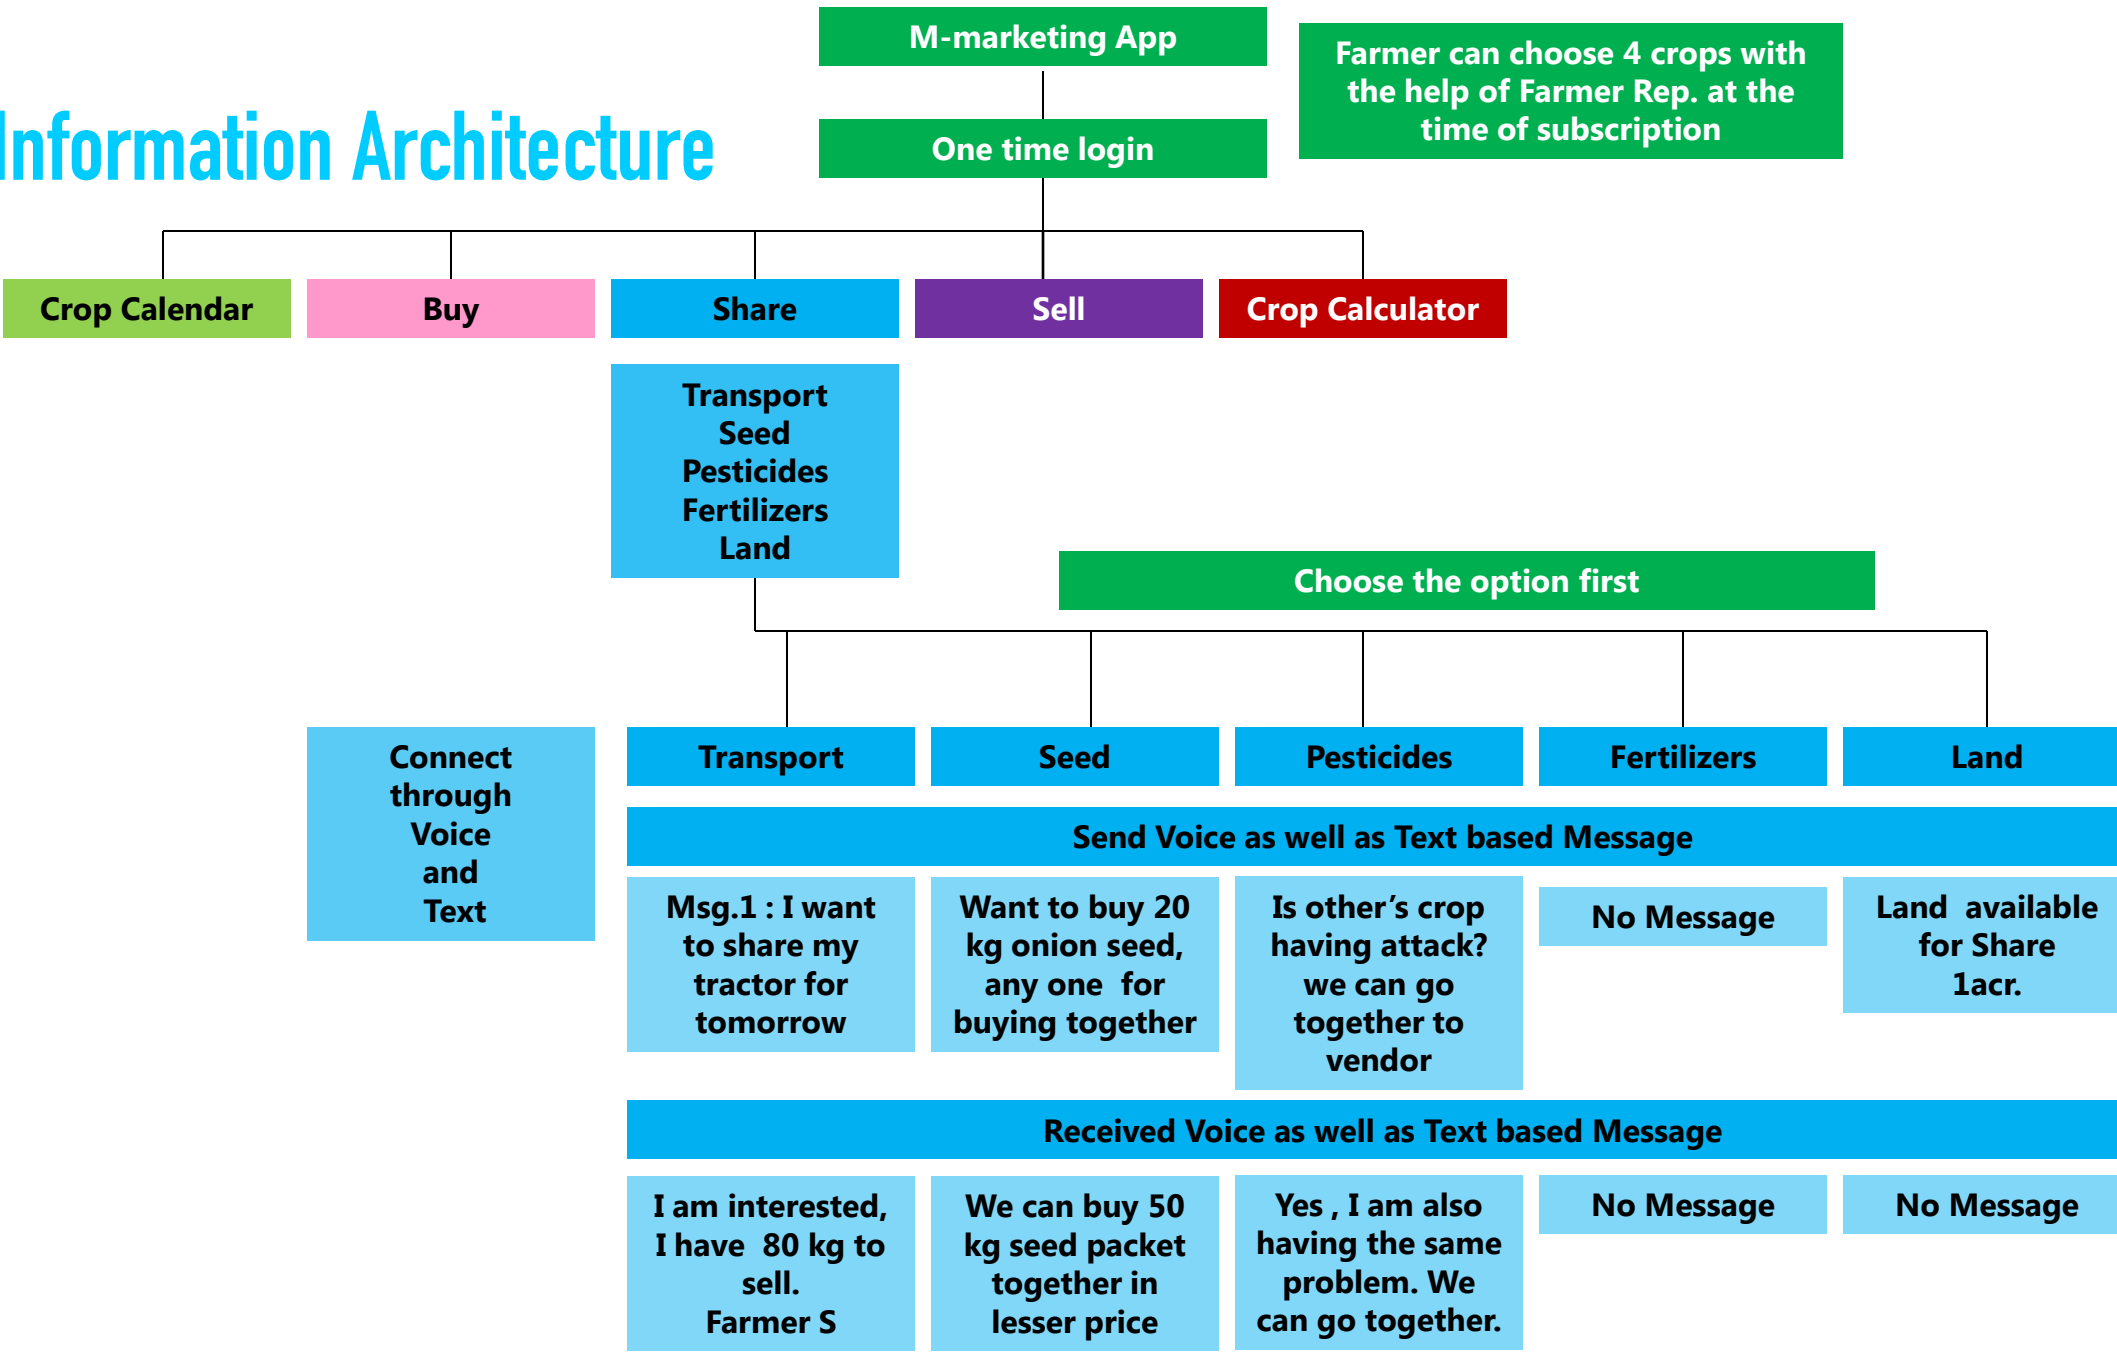 M-marketing App
Farmer can choose 4 crops with
the help of Farmer Rep. at the
time of subscription
Information Architecture
One time login
Crop Calendar
Buy
Share
Sell
Crop Calculator
Transport
Seed
Pesticides
Fertilizers
Land
Choose the option first
Connect
through
Voice
and
Text
Transport
Seed
Pesticides
Fertilizers
Land
Send Voice as well as Text based Message
Msg.1 : I want
to share my
tractor for
tomorrow
Want to buy 20
kg onion seed,
any one for
buying together
Is other’s crop
having attack?
we can go
together to
vendor
No Message
Land available
for Share
1acr.
Received Voice as well as Text based Message
I am interested,
I have 80 kg to
sell.
Farmer S
We can buy 50
kg seed packet
together in
lesser price
Yes , I am also
having the same
problem. We
can go together.
No Message
No Message